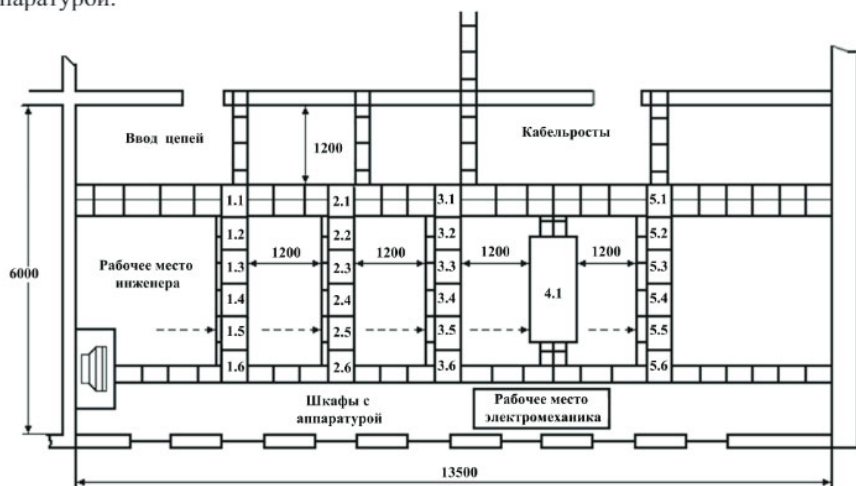 паратурой.
Ввод цепей
Кабельросты
1200
1.1 2.1 3.1 5.1
1.2 2.2 3.2 5.2
1200 1200 1200 1200
Рабочее место
инженера
6000
1.3 2.3 3.3 5.3
1.4 2.4 3.4 4.1 5.4
1.5 2.5 3.5 5.5
1.6 2.6 3.6 5.6
Шкафы с
аппаратурой
Рабочее место
электромеханика
13500